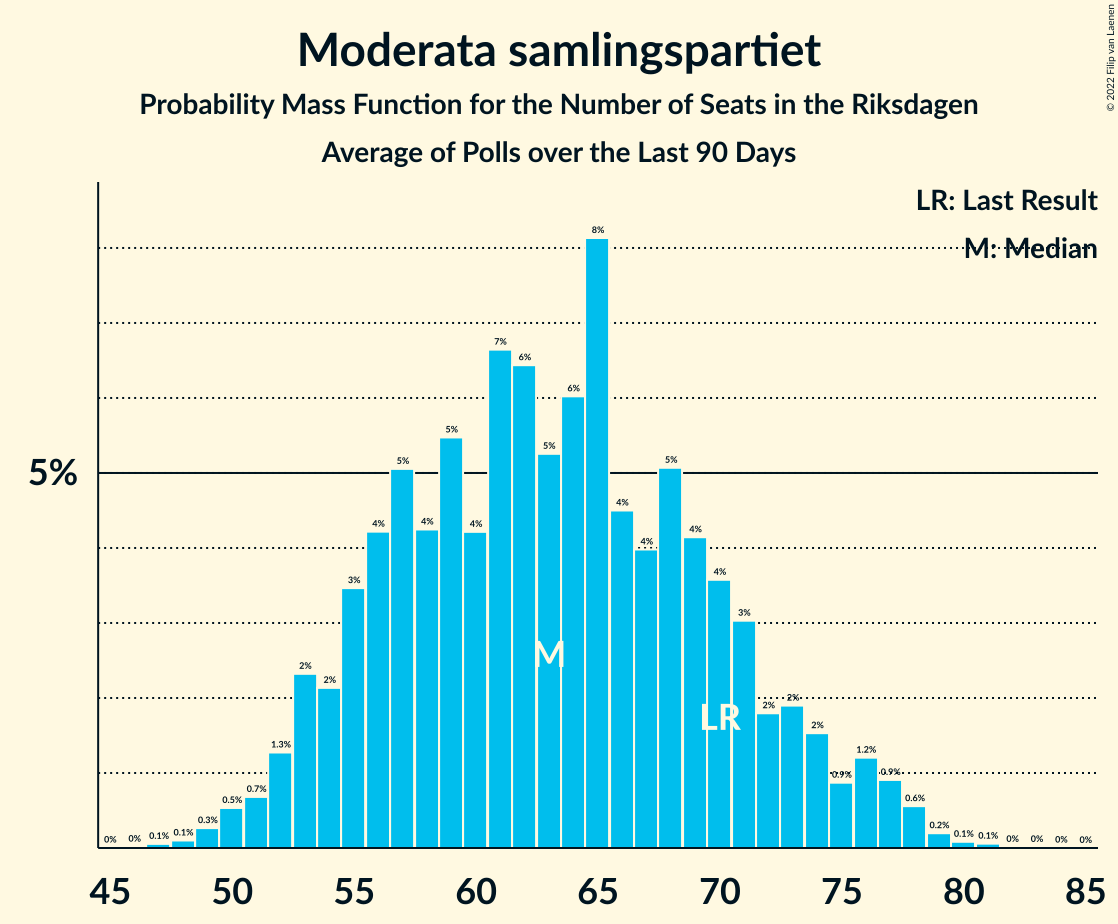 Moderata samlingspartiet
Probability Mass Function for the Number of Seats in the Riksdagen
Average of Polls over the Last 90 Days
© 2022 Filip van Laenen
LR: Last Result
M: Median
5%
0% 0% 0.1% 0.1% 0.3% 0.5% 0.7% 1.3% 2% 2% 3% 4% 5% 4% 5% 4% 7% 6% 5% 6% 8% 4% 4% 5% 4% 4% 3% 2% 2% 2% 0.9% 1.2% 0.9% 0.6% 0.2% 0.1% 0.1% 0% 0% 0% 0%
M
LR
45 50 55 60 65 70 75 80 85